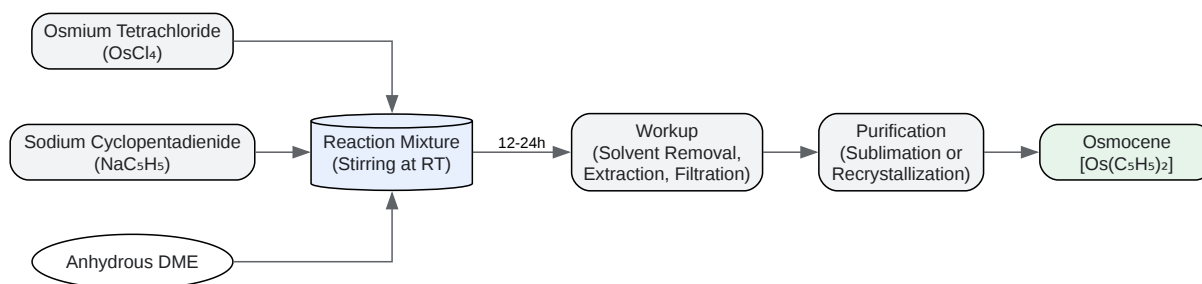 Osmium Tetrachloride
(OsCl₄)
Sodium Cyclopentadienide
(NaC₅H₅)
Anhydrous DME
Reaction Mixture
(Stirring at RT)
12-24h
Workup
(Solvent Removal,
Extraction, Filtration)
Purification
(Sublimation or
Recrystallization)
Osmocene
[Os(C₅H₅)₂]